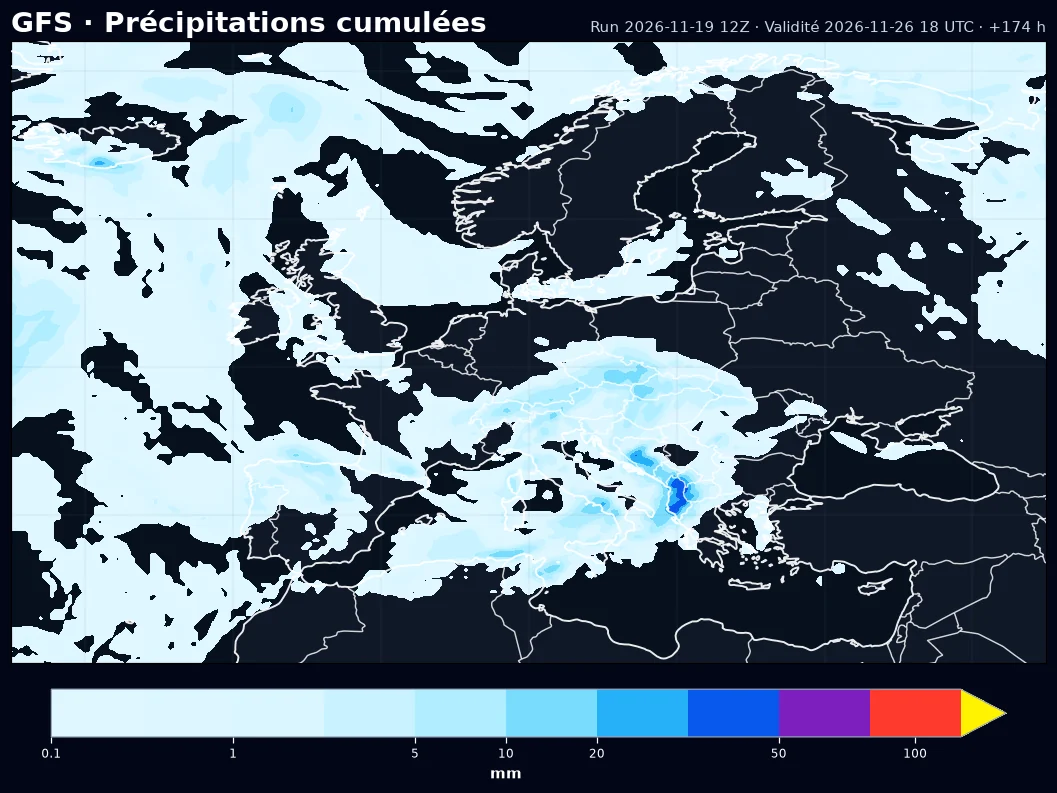 GFS · Précipitations cumulées
Run 2026-11-19 12Z · Validité 2026-11-26 18 UTC · +174 h
0.1 1 5 10 20 50 100
mm